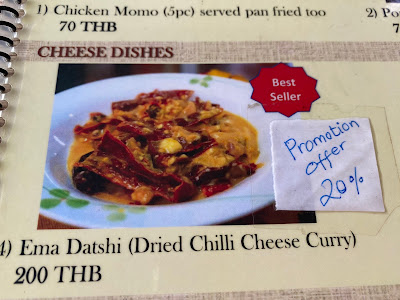 1) Chicken Momo (5pc) served pan fried too
2)
70 THB
CHEESE DISHES
Best
Seller
Promotion
offer
20%
4) Ema Datshi (Dried Chilli Cheese Curry)
200 THB